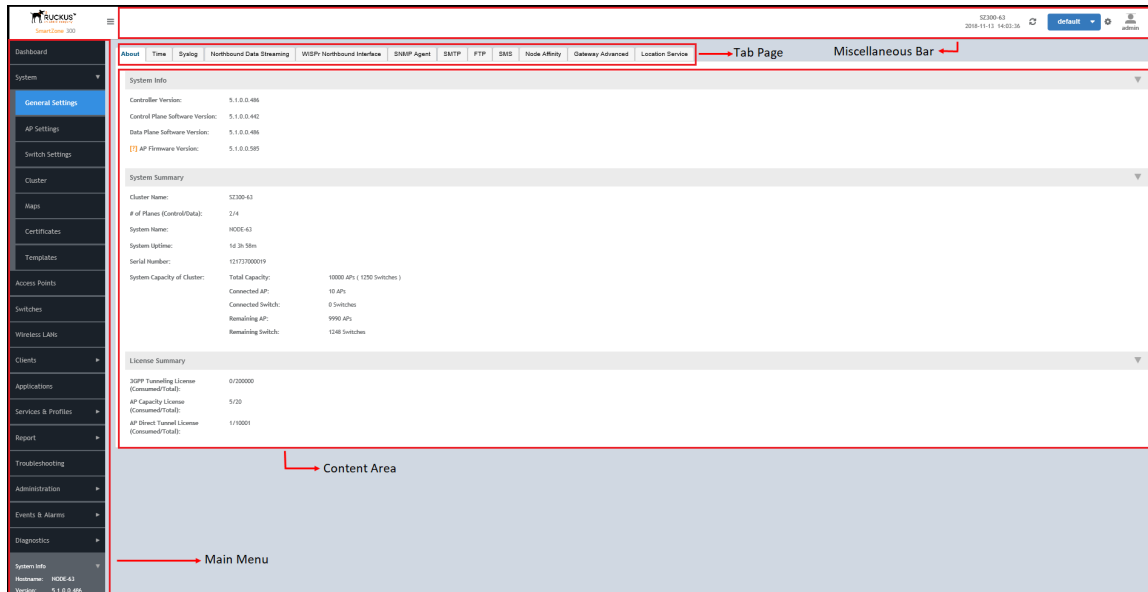 RUCKUS
SmartZone 300
SZ300-63
2018-11-13 14:03:36
default
admin
Dashboard
System
General Settings
AP Settings
Switch Settings
Cluster
Maps
Certificates
Templates
Access Points
Switches
Wireless LANs
Clients
Applications
Services & Profiles
Report
Troubleshooting
Administration
Events & Alarms
Diagnostics
System Info
Hostname: NODE-63
Version: 5.1.0.0.486
About Time Syslog Northbound Data Streaming WISPr Northbound Interface SNMP Agent SMTP FTP SMS Node Affinity Gateway Advanced Location Service
Tab Page
Miscellaneous Bar
System Info
Controller Version: 5.1.0.0.486
Control Plane Software Version: 5.1.0.0.442
Data Plane Software Version: 5.1.0.0.486
[?] AP Firmware Version: 5.1.0.0.585
System Summary
Cluster Name: SZ300-63
# of Planes (Control/Data): 2/4
System Name: NODE-63
System Uptime: 1d 3h 58m
Serial Number: 121737000019
System Capacity of Cluster: Total Capacity: 10000 APs ( 1250 Switches )
Connected AP: 10 APs
Connected Switch: 0 Switches
Remaining AP: 9990 APs
Remaining Switch: 1248 Switches
License Summary
3GPP Tunneling License 0/200000
(Consumed/Total):
AP Capacity License 5/20
(Consumed/Total):
AP Direct Tunnel License 1/10001
(Consumed/Total):
Content Area
Main Menu